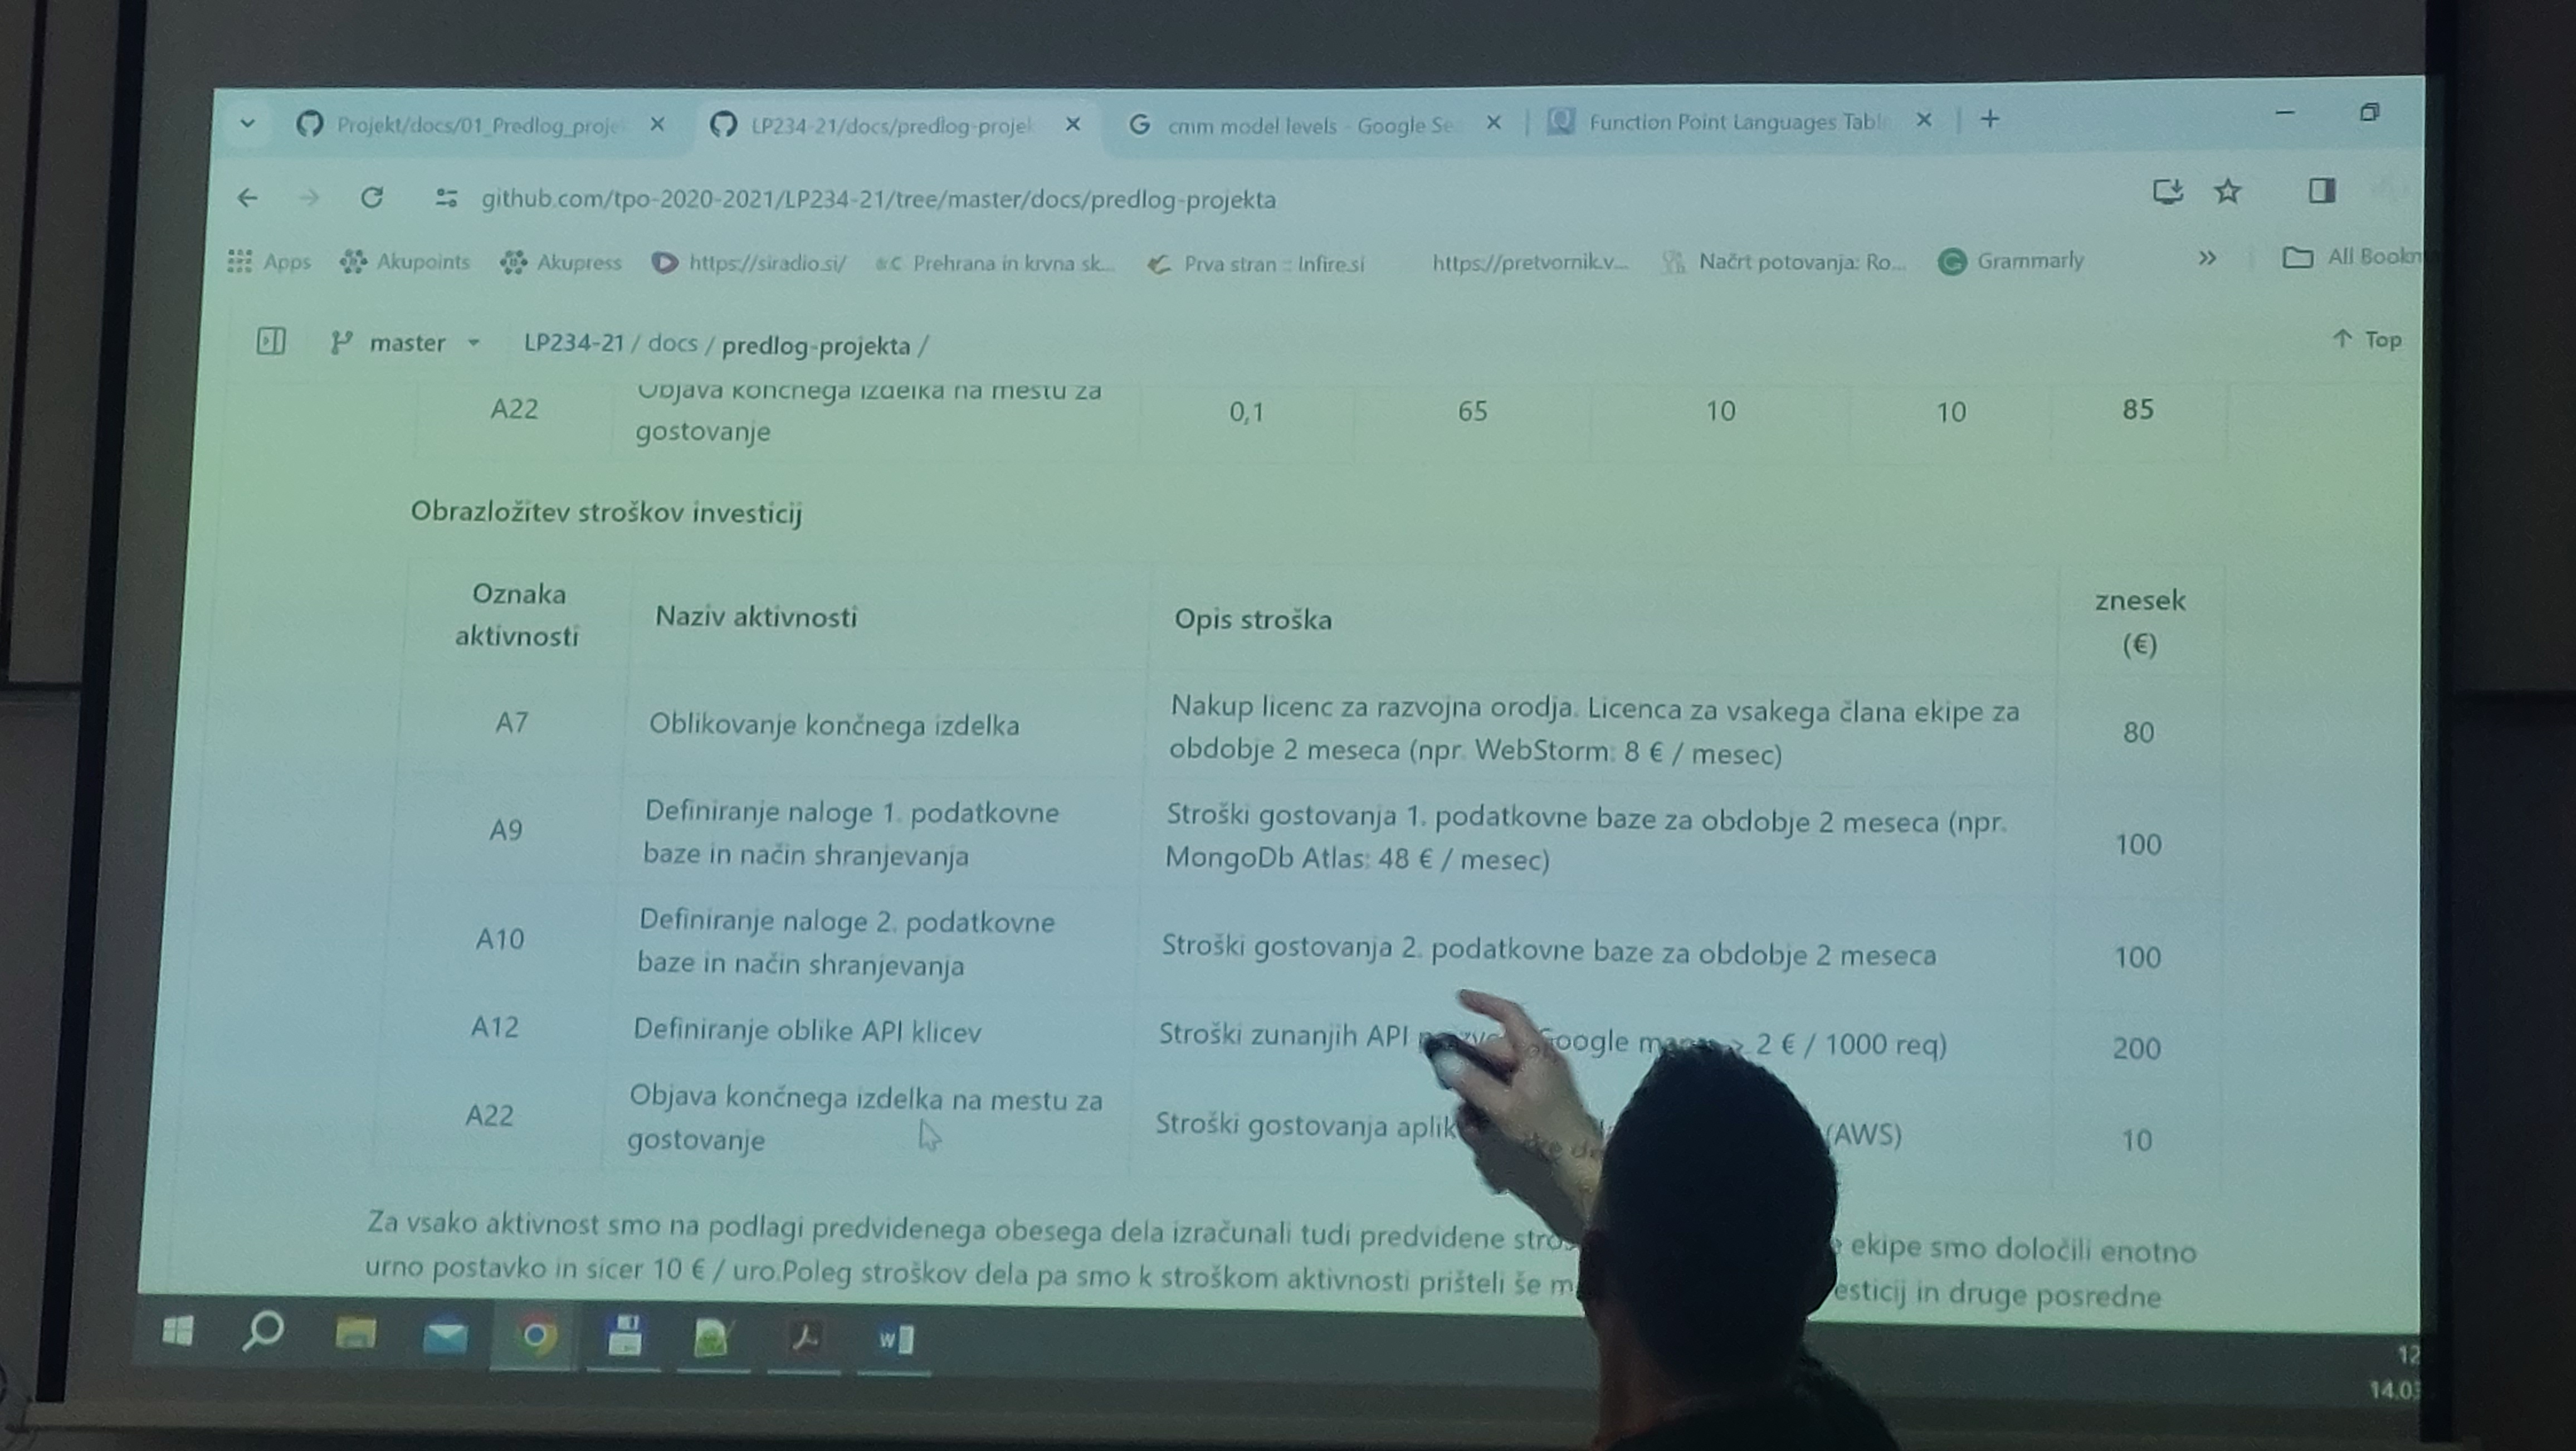 Projekt/docs/01_Predlog_proje
LP234-21/docs/predlog-projek
cmm model levels - Google Se
Function Point Languages Tabl
github.com/tpo-2020-2021/LP234-21/tree/master/docs/predlog-projekta
Apps Akupoints Akupress https://siradio.si/ Prehrana in krvna sk... Prva stran :: Infire.si https://pretvornik.v... Načrt potovanja: Ro... Grammarly » All Bookm
master LP234-21 / docs / predlog-projekta / ↑ Top
A22 Objava končnega izdelka na mestu za 0,1 65 10 10 85
gostovanje
Obrazložitev stroškov investicij
Oznaka Naziv aktivnosti Opis stroška znesek
aktivnosti (€)
A7 Oblikovanje končnega izdelka Nakup licenc za razvojna orodja. Licenca za vsakega člana ekipe za 80
obdobje 2 meseca (npr. WebStorm: 8 € / mesec)
A9 Definiranje naloge 1. podatkovne Stroški gostovanja 1. podatkovne baze za obdobje 2 meseca (npr. 100
baze in način shranjevanja MongoDb Atlas: 48 € / mesec)
A10 Definiranje naloge 2. podatkovne Stroški gostovanja 2. podatkovne baze za obdobje 2 meseca 100
baze in način shranjevanja
A12 Definiranje oblike API klicev Stroški zunanjih API Google 2 € / 1000 req) 200
A22 Objava končnega izdelka na mestu za Stroški gostovanja aplik (AWS) 10
gostovanje
Za vsako aktivnost smo na podlagi predvidenega obesega dela izračunali tudi predvidene stro ekipe smo določili enotno
urno postavko in sicer 10 € / uro.Poleg stroškov dela pa smo k stroškom aktivnosti prišteli še m esticij in druge posredne
12
14.03